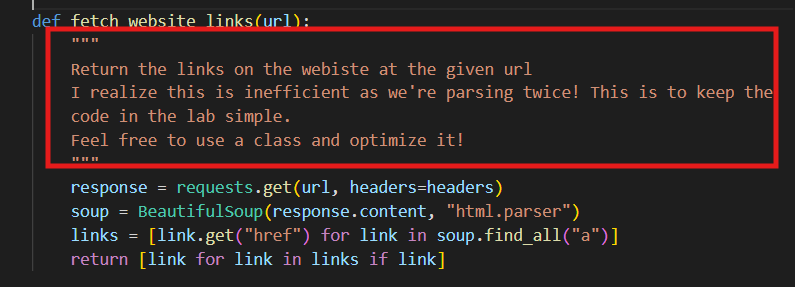 def fetch_website_links(url):
"""
Return the links on the webiste at the given url
I realize this is inefficient as we're parsing twice! This is to keep the
code in the lab simple.
Feel free to use a class and optimize it!
"""
response = requests.get(url, headers=headers)
soup = BeautifulSoup(response.content, "html.parser")
links = [link.get("href") for link in soup.find_all("a")]
return [link for link in links if link]